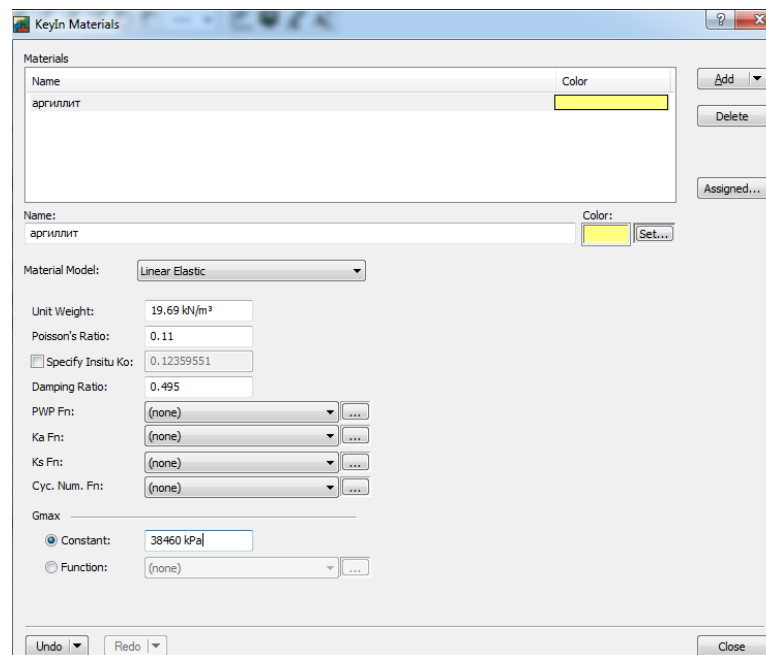 KeyIn Materials
Materials
Name Color
аргиллит
Add
Delete
Assigned...
Name: Color:
аргиллит Set...
Material Model: Linear Elastic
Unit Weight: 19.69 kN/m³
Poisson's Ratio: 0.11
Specify Insitu Ko: 0.12359551
Damping Ratio: 0.495
PWP Fn: (none) ...
Ka Fn: (none) ...
Ks Fn: (none) ...
Cyc. Num. Fn: (none) ...
Gmax
Constant: 38460 kPa
Function: (none) ...
Undo Redo Close